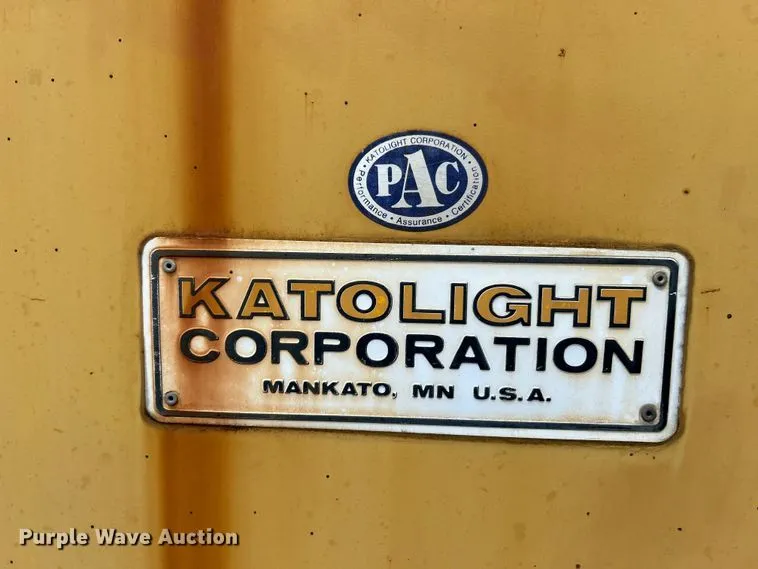 • KATOLIGHT CORPORATION •
PAC
Performance • Assurance • Certification
KATOLIGHT
CORPORATION
MANKATO, MN U.S.A.
Purple Wave Auction